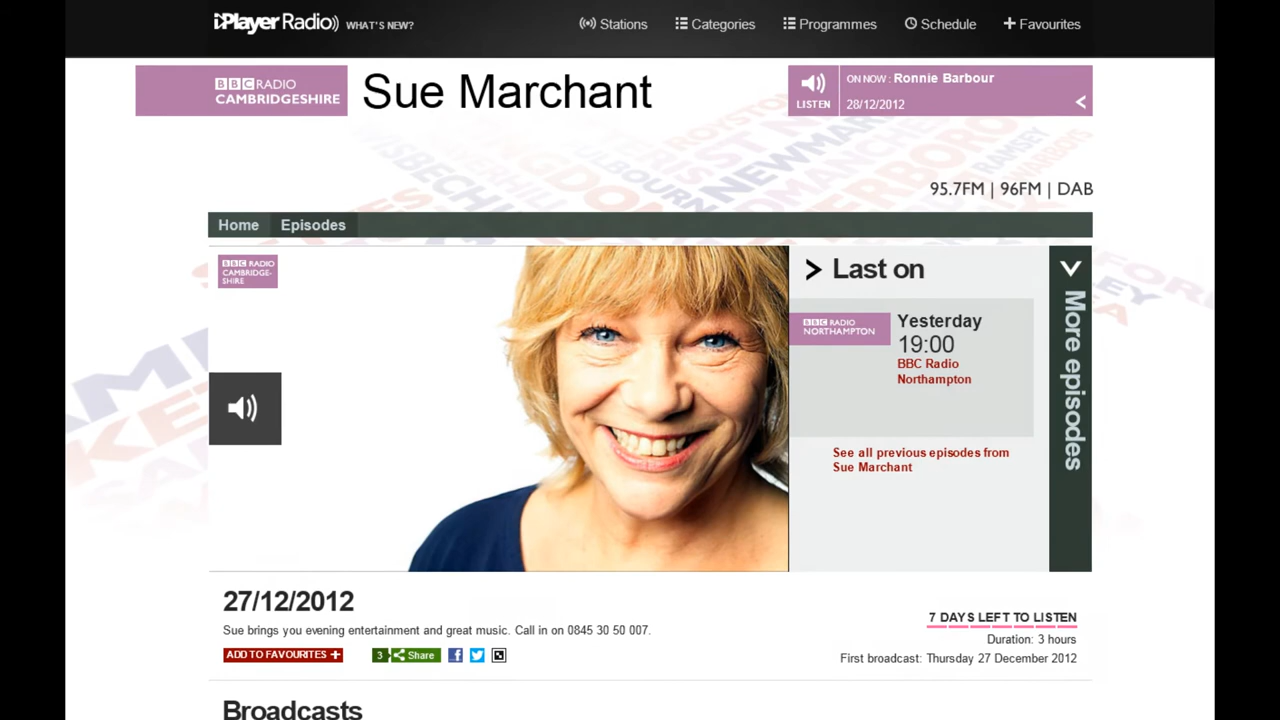 iPlayer Radio WHAT'S NEW?
Stations Categories Programmes Schedule Favourites
BBC RADIO
CAMBRIDGESHIRE
Sue Marchant
LISTEN
ON NOW : Ronnie Barbour
28/12/2012
95.7FM | 96FM | DAB
Home Episodes
BBC RADIO
CAMBRIDGE-
SHIRE
Last on
BBC RADIO
NORTHAMPTON
Yesterday
19:00
BBC Radio
Northampton
See all previous episodes from
Sue Marchant
More episodes
27/12/2012
Sue brings you evening entertainment and great music. Call in on 0845 30 50 007.
ADD TO FAVOURITES +
3 Share
7 DAYS LEFT TO LISTEN
Duration: 3 hours
First broadcast: Thursday 27 December 2012
Broadcasts